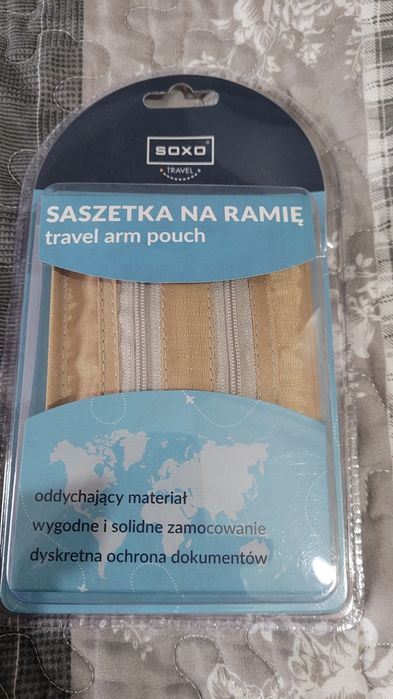 SOXO
TRAVEL
SASZETKA NA RAMIĘ
travel arm pouch
oddychający materiał
wygodne i solidne zamocowanie
dyskretna ochrona dokumentów